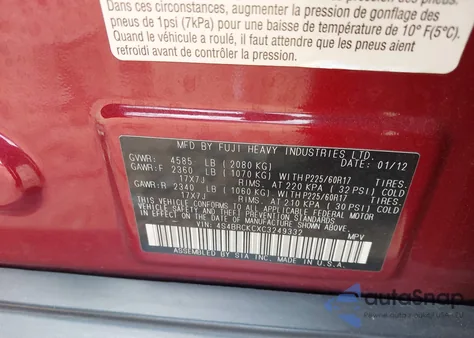 Dans ces circonstances, augmenter la pression de gonflage des
pneus de 1psi (7kPa) pour une baisse de température de 10° F(5°C).
Quand le véhicule a roulé, il faut attendre que les pneus aient
refroidi avant de contrôler la pression.
MFD BY FUJI HEAVY INDUSTRIES LTD. 01/12
GVWR: 4585 LB (2080 KG)
GAWR:F 2360 LB (1070 KG) WITH P225/60R17 TIRES.
17X7J RIMS. AT 220 KPA ( 32 PSI) COLD
GAWR:R 2340 LB (1060 KG) WITH P225/60R17 TIRES.
17X7J RIMS. AT 210 KPA ( 30 PSI) COLD
THIS VEHICLE CONFORMS TO ALL APPLICABLE FEDERAL MOTOR
VEHICLE SAFETY STANDARDS
IN EFFECT ON THE DATE OF MANUFACTURE SHOWN ABOVE.
VIN: 4S4BRCKCXC3249332 MPV
ASSEMBLED BY SIA INC. MADE IN U.S.A.
autoSnap